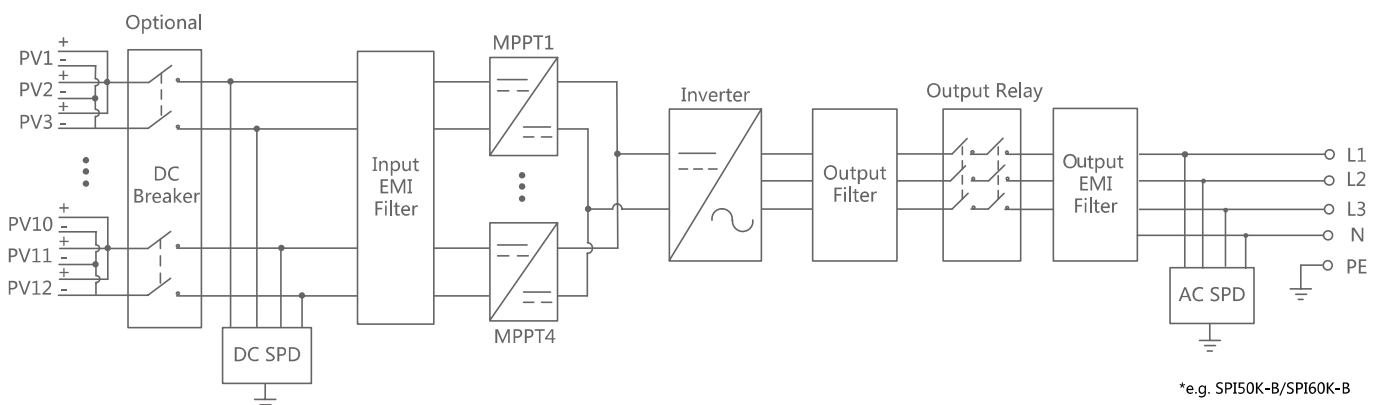 Optional
PV1
+
-
PV2
+
-
PV3
+
-
PV10
+
-
PV11
+
-
PV12
+
-
DC
Breaker
DC SPD
Input
EMI
Filter
MPPT1
MPPT4
Inverter
Output
Filter
Output Relay
Output
EMI
Filter
L1
L2
L3
N
PE
AC SPD
*e.g. SPI50K-B/SPI60K-B